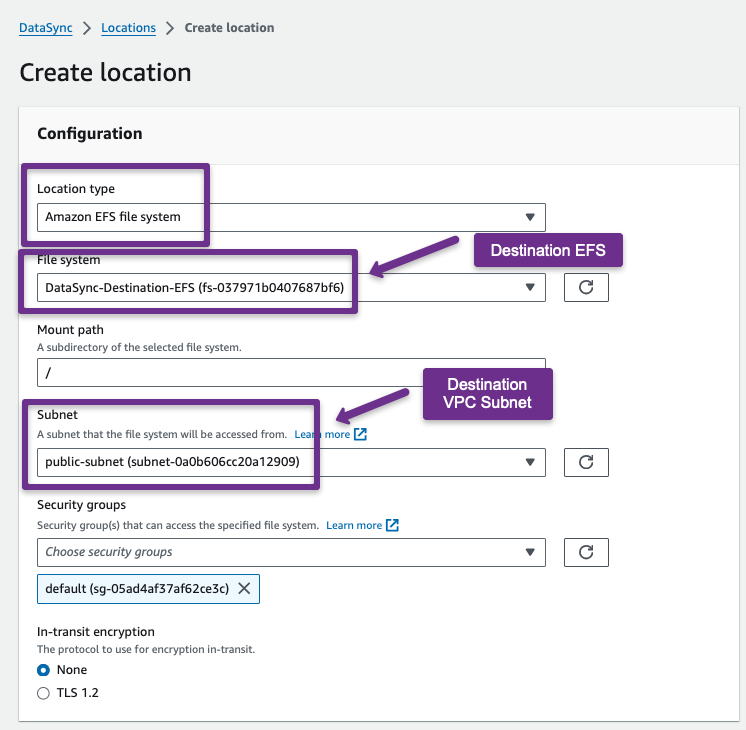 DataSync > Locations > Create location
Create location
Configuration
Location type
Amazon EFS file system
Destination EFS
File system
DataSync-Destination-EFS (fs-037971b0407687bf6)
Mount path
A subdirectory of the selected file system.
/
Destination
VPC Subnet
Subnet
A subnet that the file system will be accessed from. Learn more
public-subnet (subnet-0a0b606cc20a12909)
Security groups
Security group(s) that can access the specified file system. Learn more
Choose security groups
default (sg-05ad4af37af62ce3c)
In-transit encryption
The protocol to use for encryption in-transit.
None
TLS 1.2